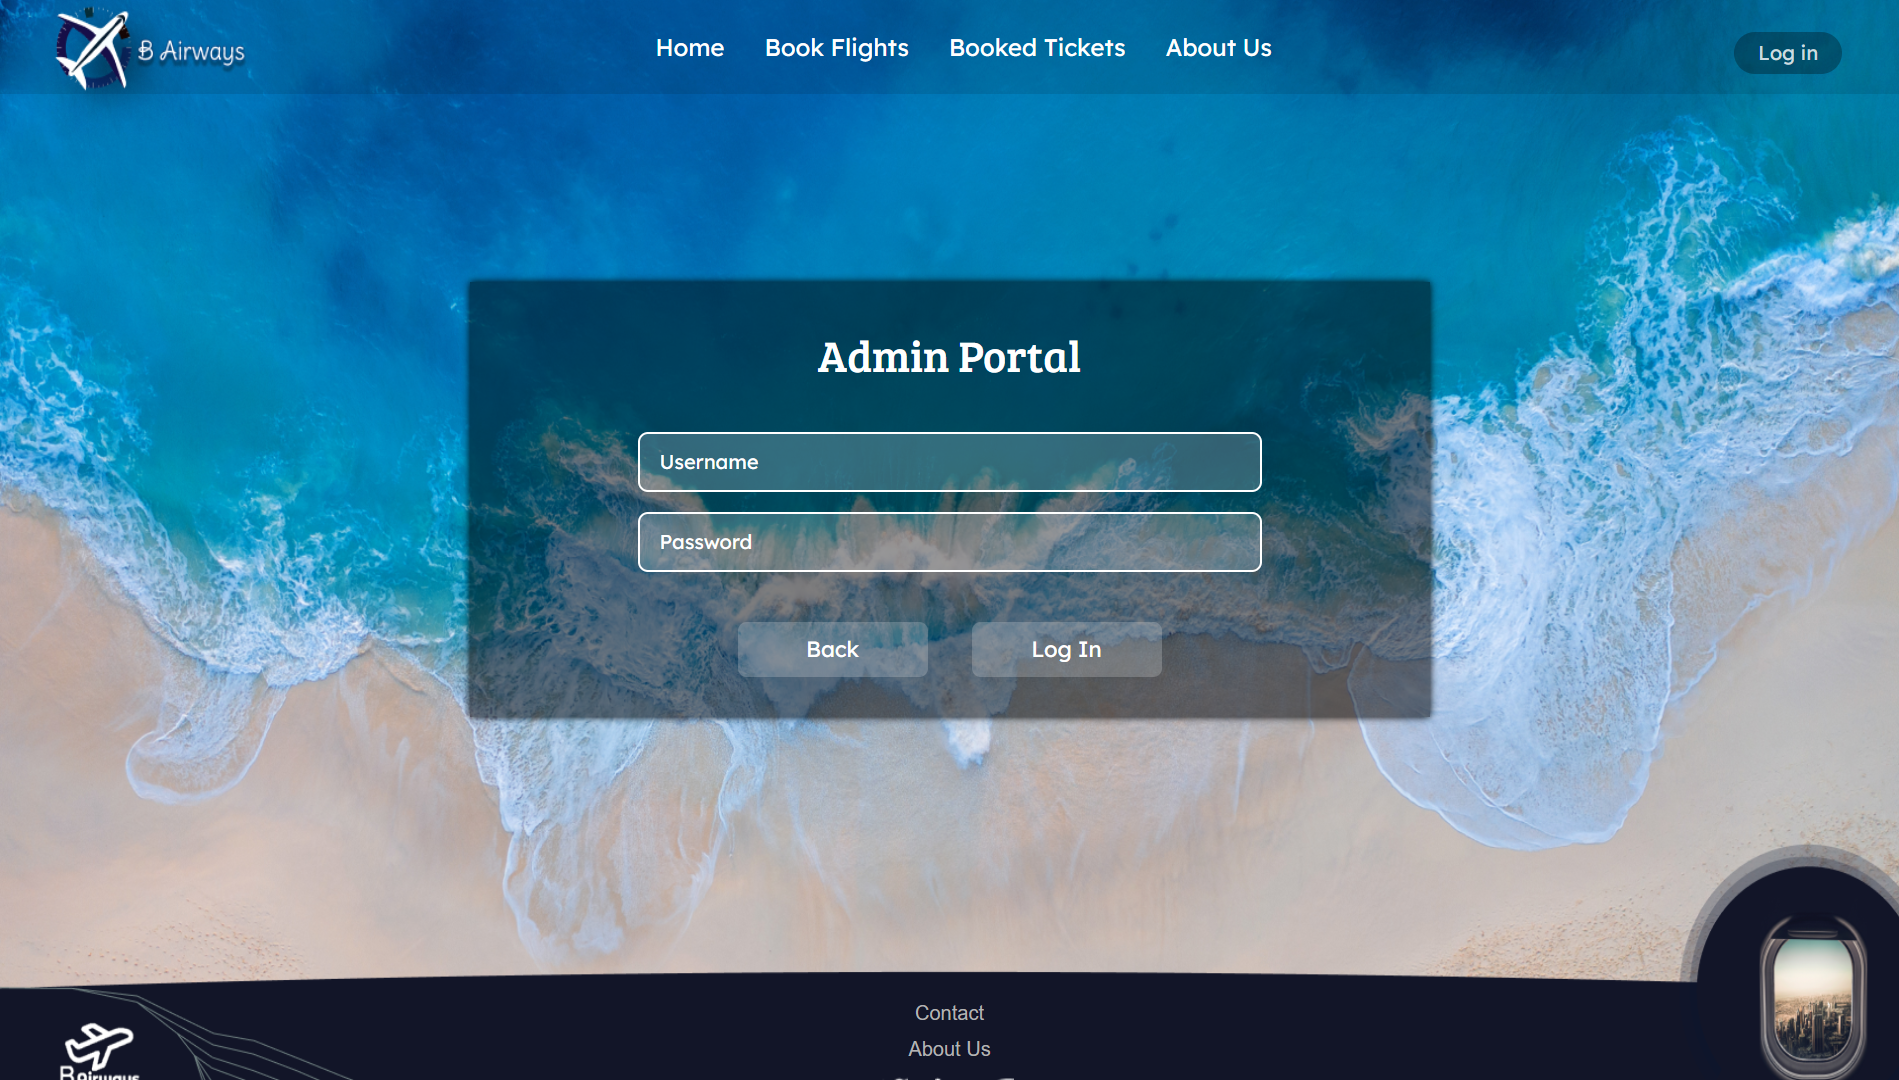 B Airways
Home
Book Flights
Booked Tickets
About Us
Log in
Admin Portal
Username
Password
Back
Log In
Contact
About Us
B airways